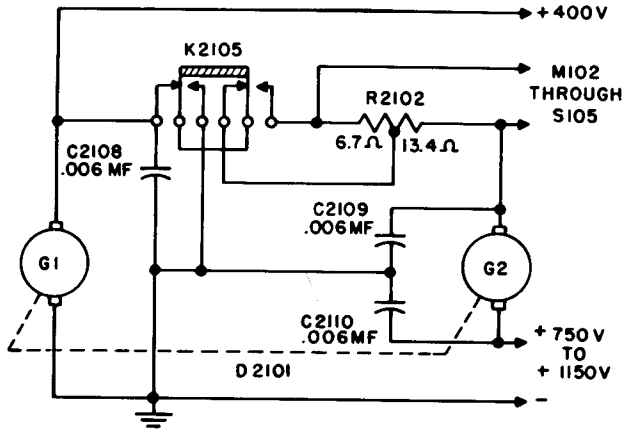 +400V
K2105
M102
THROUGH
S105
R2102
6.7Ω 13.4Ω
C2108
.006 MF
C2109
.006MF
G1
G2
C2110
.006MF
+750V
TO
+1150V
D2101
-